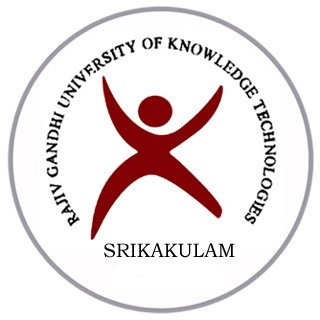 RAJIV GANDHI UNIVERSITY OF KNOWLEDGE TECHNOLOGIES
SRIKAKULAM